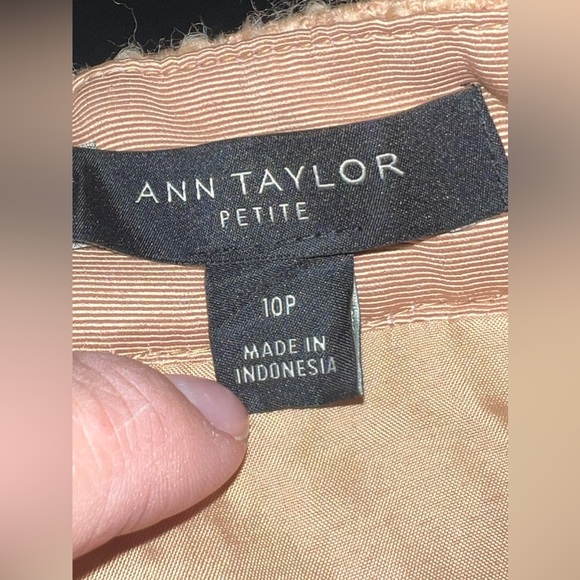 ANN TAYLOR
PETITE
10P
MADE IN
INDONESIA